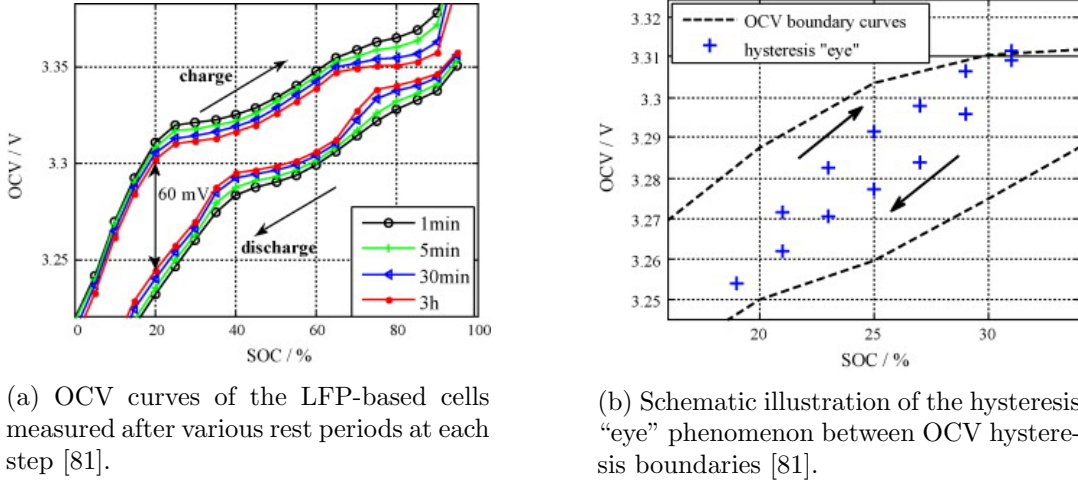 3.35
3.3
3.25
OCV / V
charge
60 mV
discharge
1min
5min
30min
3h
0 20 40 60 80 100
SOC / %
(a) OCV curves of the LFP-based cells
measured after various rest periods at each
step [81].
3.32
3.31
3.3
3.29
3.28
3.27
3.26
3.25
OCV / V
OCV boundary curves
hysteresis "eye"
20 25 30
SOC / %
(b) Schematic illustration of the hysteresis
“eye” phenomenon between OCV hystere-
sis boundaries [81].